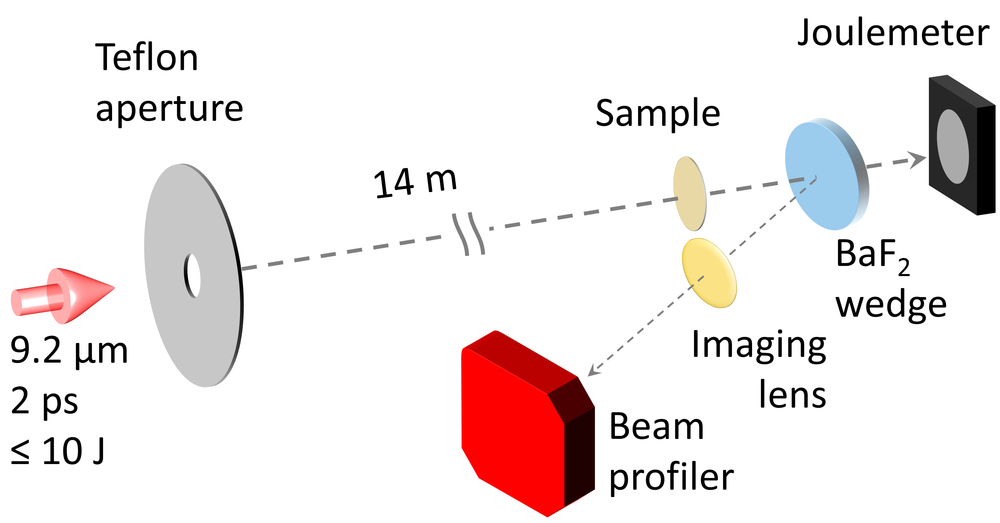 Teflon
aperture
14 m
Sample
Joulemeter
9.2 µm
2 ps
≤ 10 J
BaF₂
wedge
Imaging
lens
Beam
profiler